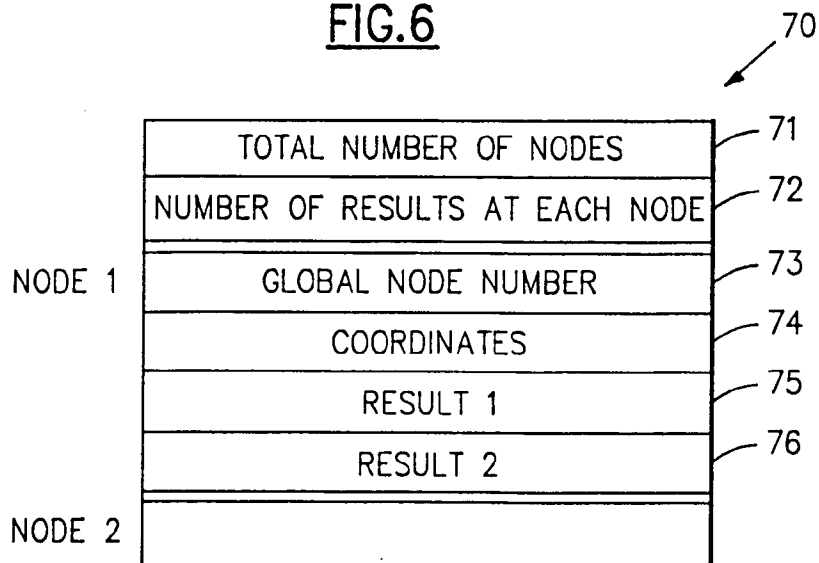 FIG.6
70
TOTAL NUMBER OF NODES 71
NUMBER OF RESULTS AT EACH NODE 72
NODE 1 GLOBAL NODE NUMBER 73
COORDINATES 74
RESULT 1 75
RESULT 2 76
NODE 2